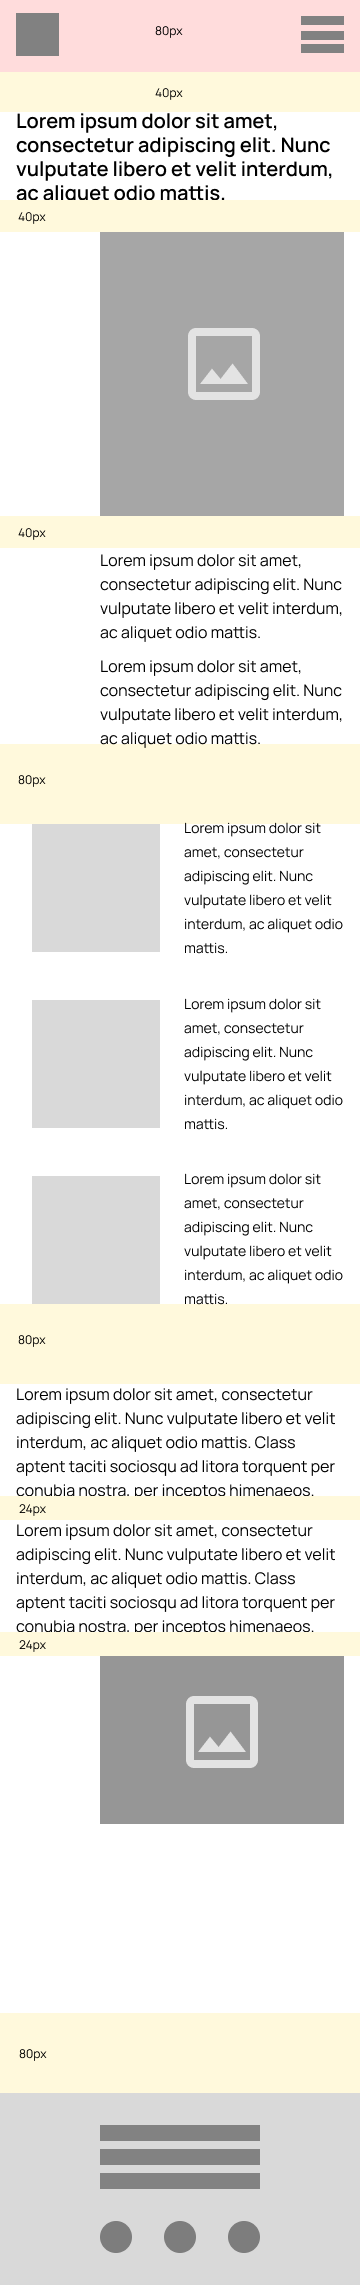 80px
40px
Lorem ipsum dolor sit amet,
consectetur adipiscing elit. Nunc
vulputate libero et velit interdum,
ac aliquet odio mattis.
40px
40px
Lorem ipsum dolor sit amet,
consectetur adipiscing elit. Nunc
vulputate libero et velit interdum,
ac aliquet odio mattis.
Lorem ipsum dolor sit amet,
consectetur adipiscing elit. Nunc
vulputate libero et velit interdum,
ac aliquet odio mattis.
80px
Lorem ipsum dolor sit
amet, consectetur
adipiscing elit. Nunc
vulputate libero et velit
interdum, ac aliquet odio
mattis.
Lorem ipsum dolor sit
amet, consectetur
adipiscing elit. Nunc
vulputate libero et velit
interdum, ac aliquet odio
mattis.
Lorem ipsum dolor sit
amet, consectetur
adipiscing elit. Nunc
vulputate libero et velit
interdum, ac aliquet odio
mattis.
80px
Lorem ipsum dolor sit amet, consectetur
adipiscing elit. Nunc vulputate libero et velit
interdum, ac aliquet odio mattis. Class
aptent taciti sociosqu ad litora torquent per
conubia nostra, per inceptos himenaeos.
24px
Lorem ipsum dolor sit amet, consectetur
adipiscing elit. Nunc vulputate libero et velit
interdum, ac aliquet odio mattis. Class
aptent taciti sociosqu ad litora torquent per
conubia nostra, per inceptos himenaeos.
24px
80px